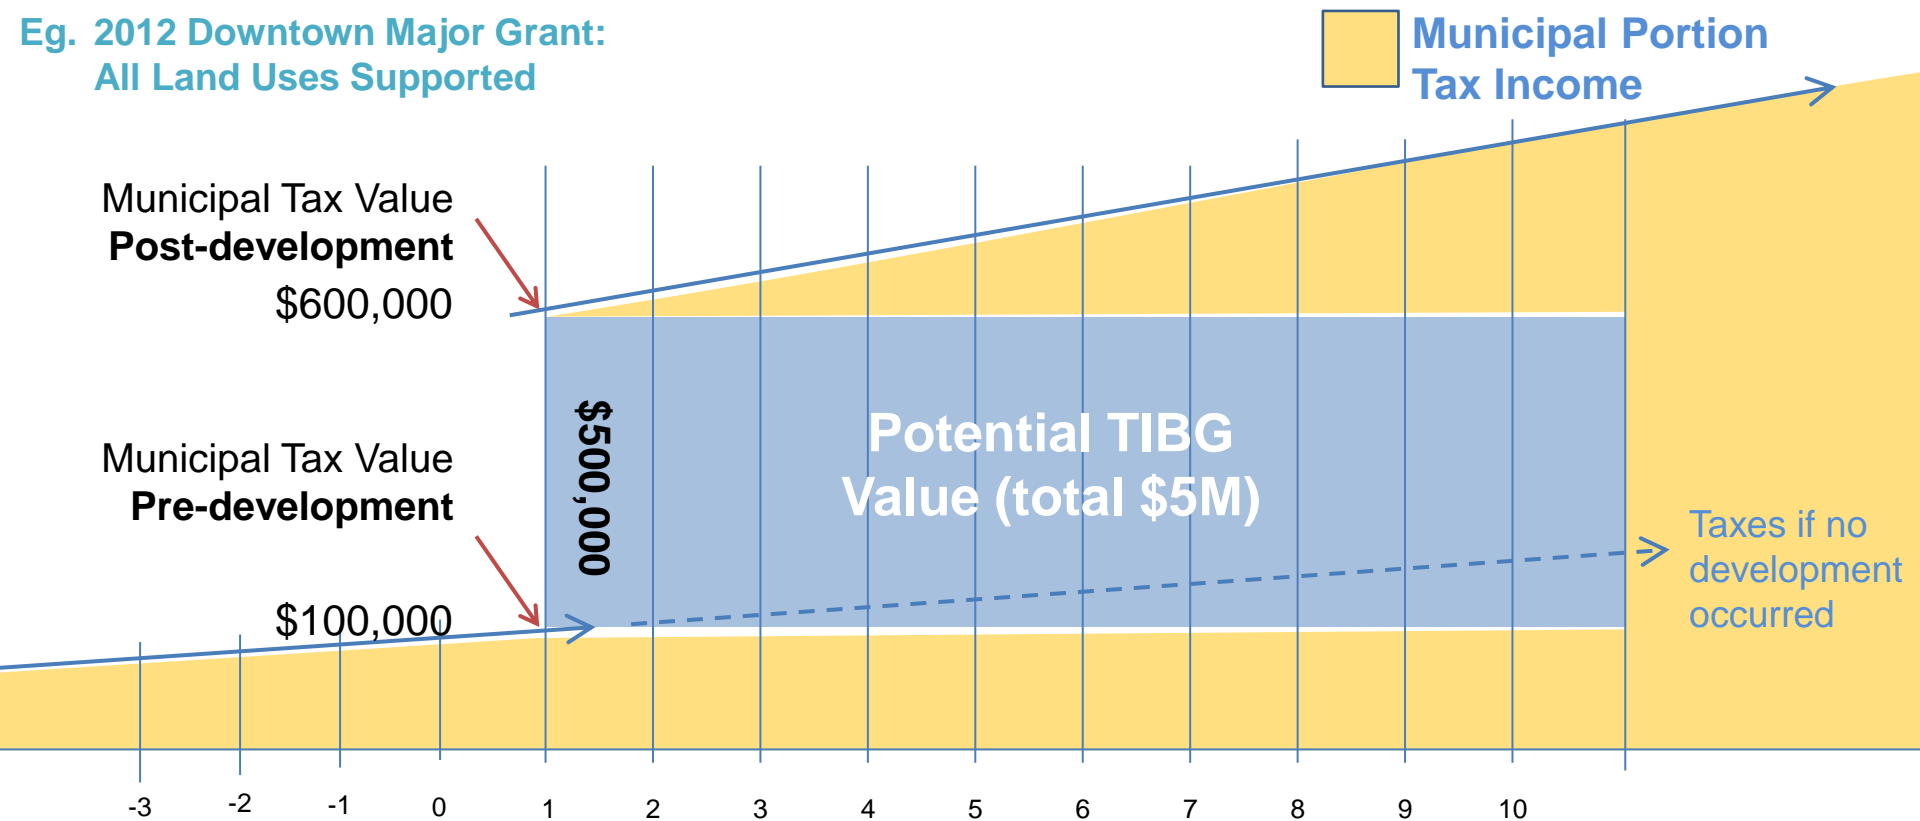 Eg. 2012 Downtown Major Grant:
All Land Uses Supported
Municipal Portion
Tax Income
Municipal Tax Value
Post-development
$600,000
$500,000
Potential TIBG
Value (total $5M)
Municipal Tax Value
Pre-development
$100,000
Taxes if no
development
occurred
-3 -2 -1 0 1 2 3 4 5 6 7 8 9 10